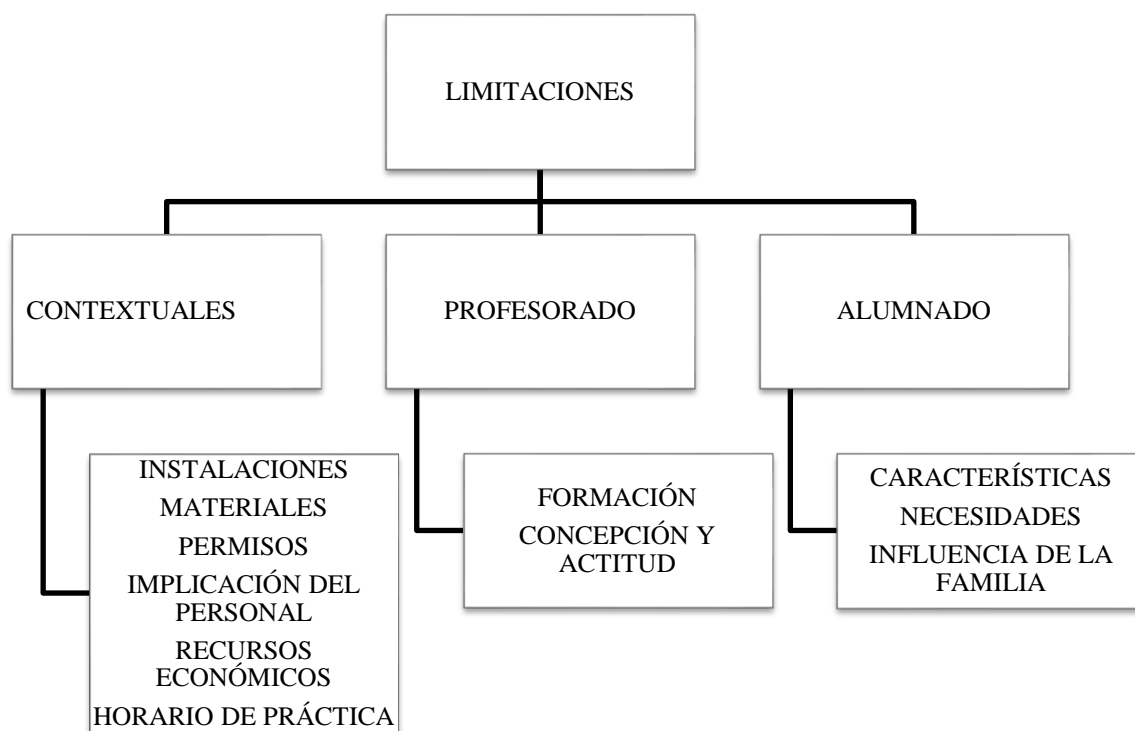 LIMITACIONES
CONTEXTUALES
PROFESORADO
ALUMNADO
INSTALACIONES
MATERIALES
PERMISOS
IMPLICACIÓN DEL
PERSONAL
RECURSOS
ECONÓMICOS
HORARIO DE PRÁCTICA
FORMACIÓN
CONCEPCIÓN Y
ACTITUD
CARACTERÍSTICAS
NECESIDADES
INFLUENCIA DE LA
FAMILIA